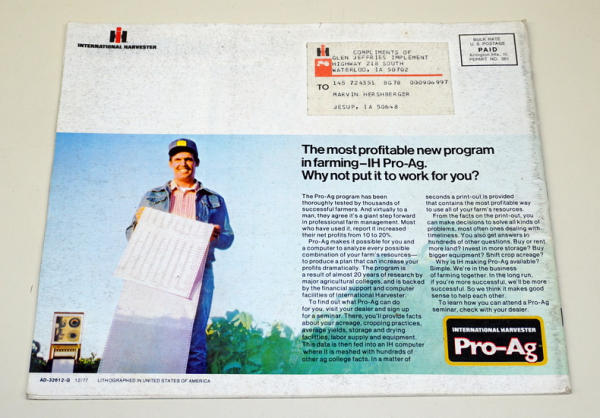 IH
INTERNATIONAL HARVESTER
BULK RATE
U.S. POSTAGE
PAID
Arlington Hts., IL
PERMIT NO. 361
COMPLIMENTS OF
GLEN JEFFRIES IMPLEMENT
HIGHWAY 218 SOUTH
WATERLOO, IA 50702
TO
145 724351 8G78 000906997
MARVIN HERSHBERGER
JESUP, IA 50648
The most profitable new program
in farming–IH Pro-Ag.
Why not put it to work for you?
The Pro-Ag program has been
thoroughly tested by thousands of
successful farmers. And virtually to a
man, they agree it's a giant step forward
in professional farm management. Most
who have used it, report it increased
their net profits from 10 to 20%.
Pro-Ag makes it possible for you and
a computer to analyze every possible
combination of your farm's resources—
to produce a plan that can increase your
profits dramatically. The program is
a result of almost 20 years of research by
major agricultural colleges, and is backed
by the financial support and computer
facilities of International Harvester.
To find out what Pro-Ag can do
for you, visit your dealer and sign up
for a seminar. There, you'll provide facts
about your acreage, cropping practices,
average yields, storage and drying
facilities, labor supply and equipment.
This data is then fed into an IH computer
where it is meshed with hundreds of
other ag college facts. In a matter of
seconds a print-out is provided
that contains the most profitable way
to use all of your farm's resources.
From the facts on the print-out, you
can make decisions to solve all kinds of
problems, most often ones dealing with
timeliness. You also get answers to
hundreds of other questions. Buy or rent
more land? Invest in more storage? Buy
bigger equipment? Shift crop acreage?
Why is IH making Pro-Ag available?
Simple. We're in the business
of farming together. In the long run,
if you're more successful, we'll be more
successful. So we think it makes good
sense to help each other.
To learn how you can attend a Pro-Ag
seminar, check with your dealer.
INTERNATIONAL HARVESTER
Pro-Ag
AD-32612-Q 12/77 LITHOGRAPHED IN UNITED STATES OF AMERICA